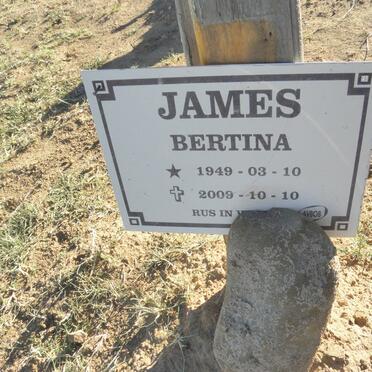 JAMES
BERTINA
1949 - 03 - 10
2009 - 10 - 10
RUS IN